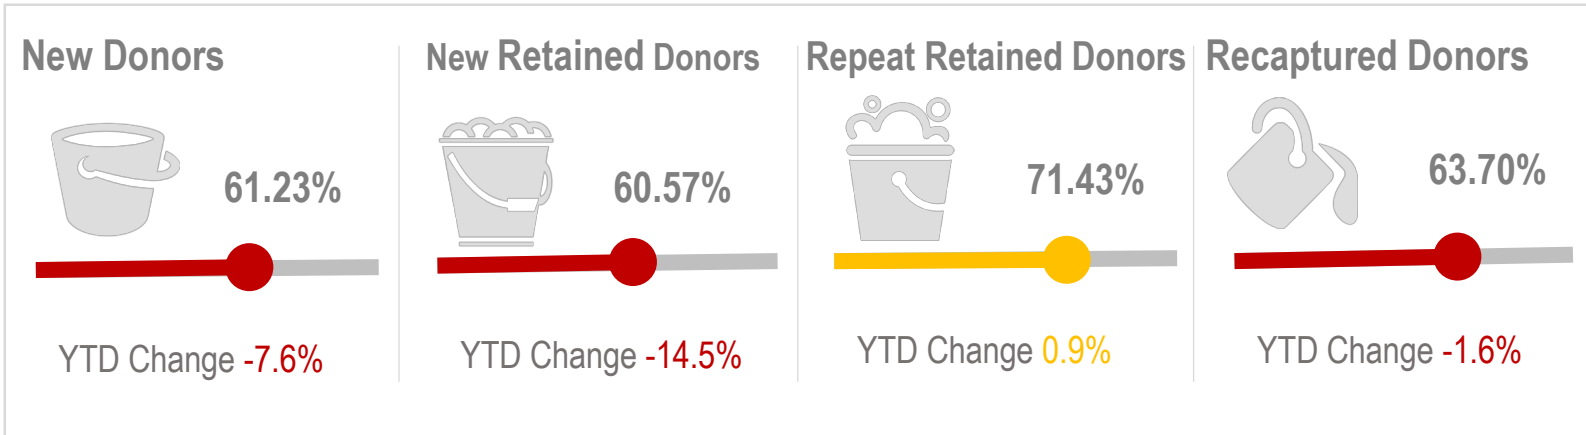 New Donors
61.23%
YTD Change -7.6%
New Retained Donors
60.57%
YTD Change -14.5%
Repeat Retained Donors
71.43%
YTD Change 0.9%
Recaptured Donors
63.70%
YTD Change -1.6%